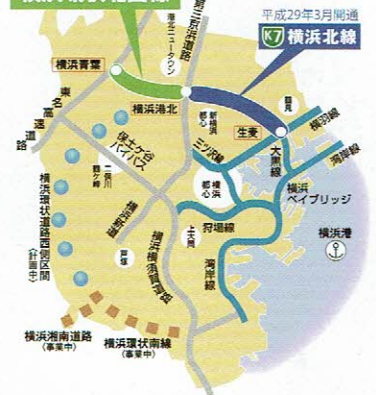 平成29年3月開通
K7 横浜北線
第三京浜道路
港北ニュータウン
横浜青葉
横浜港北
東名高速道路
保土ヶ谷バイパス
新横浜
鶴見
生麦
三ツ沢線
横羽線
大黒線
湾岸線
二俣川
鶴ケ峰
横浜都心
横浜ベイブリッジ
横浜新道
狩場線
横浜環状道路西側区間
(計画中)
上大岡
横浜港
戸塚
横浜横須賀道路
湾岸線
横浜湘南道路
(事業中)
横浜環状南線
(事業中)